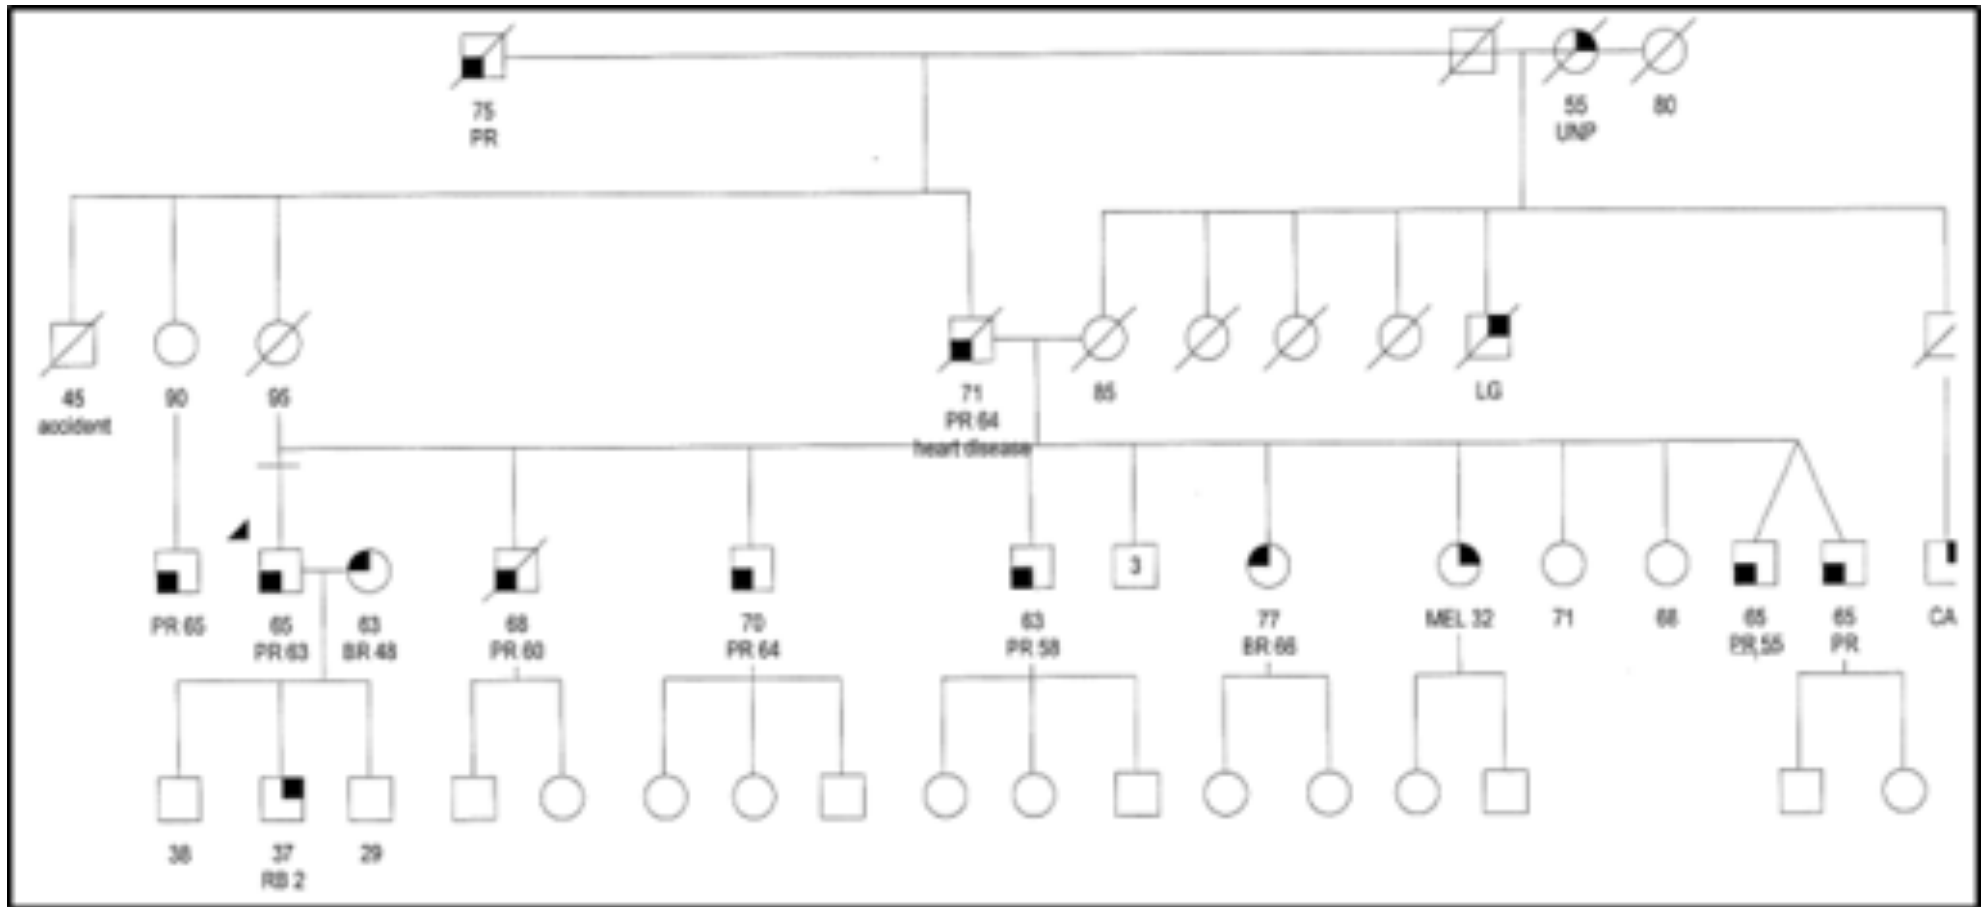 75
PR
55
UNP
80
45
accident
90
95
71
PR 64
heart disease
85
LG
3
PR 65
65
PR 63
63
BR 48
68
PR 60
70
PR 64
63
PR 58
77
BR 66
MEL 32
71
68
65
PR 55
65
PR
CA
38
37
RB 2
29